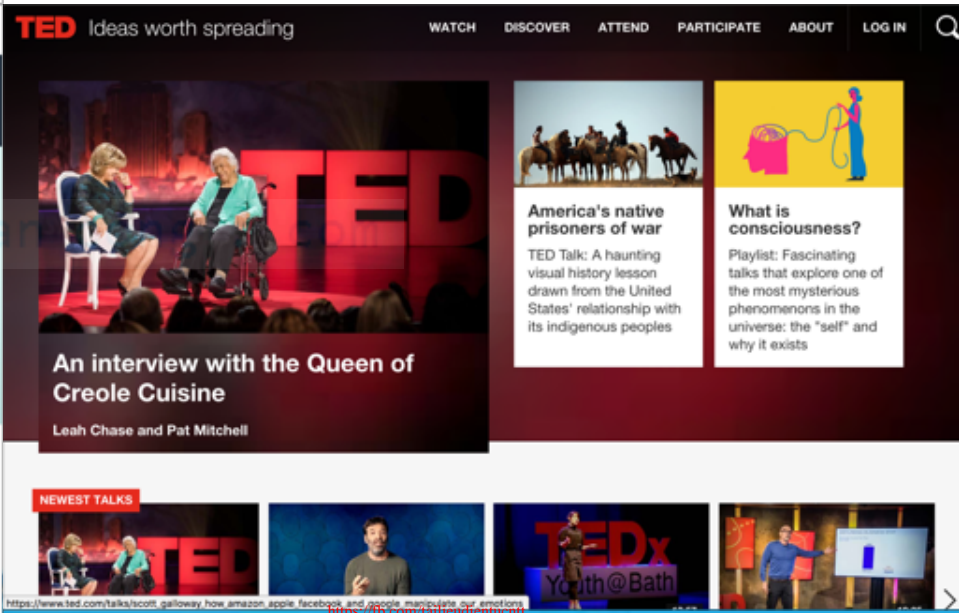 TED Ideas worth spreading
WATCH DISCOVER ATTEND PARTICIPATE ABOUT LOG IN
TED
An interview with the Queen of
Creole Cuisine
Leah Chase and Pat Mitchell
America's native
prisoners of war
TED Talk: A haunting
visual history lesson
drawn from the United
States' relationship with
its indigenous peoples
What is
consciousness?
Playlist: Fascinating
talks that explore one of
the most mysterious
phenomenons in the
universe: the "self" and
why it exists
NEWEST TALKS
TED
TEDx
Youth@Bath
https://www.ted.com/talks/scott_galloway_how_amazon_apple_facebook_and_google_manipulate_our_emotions